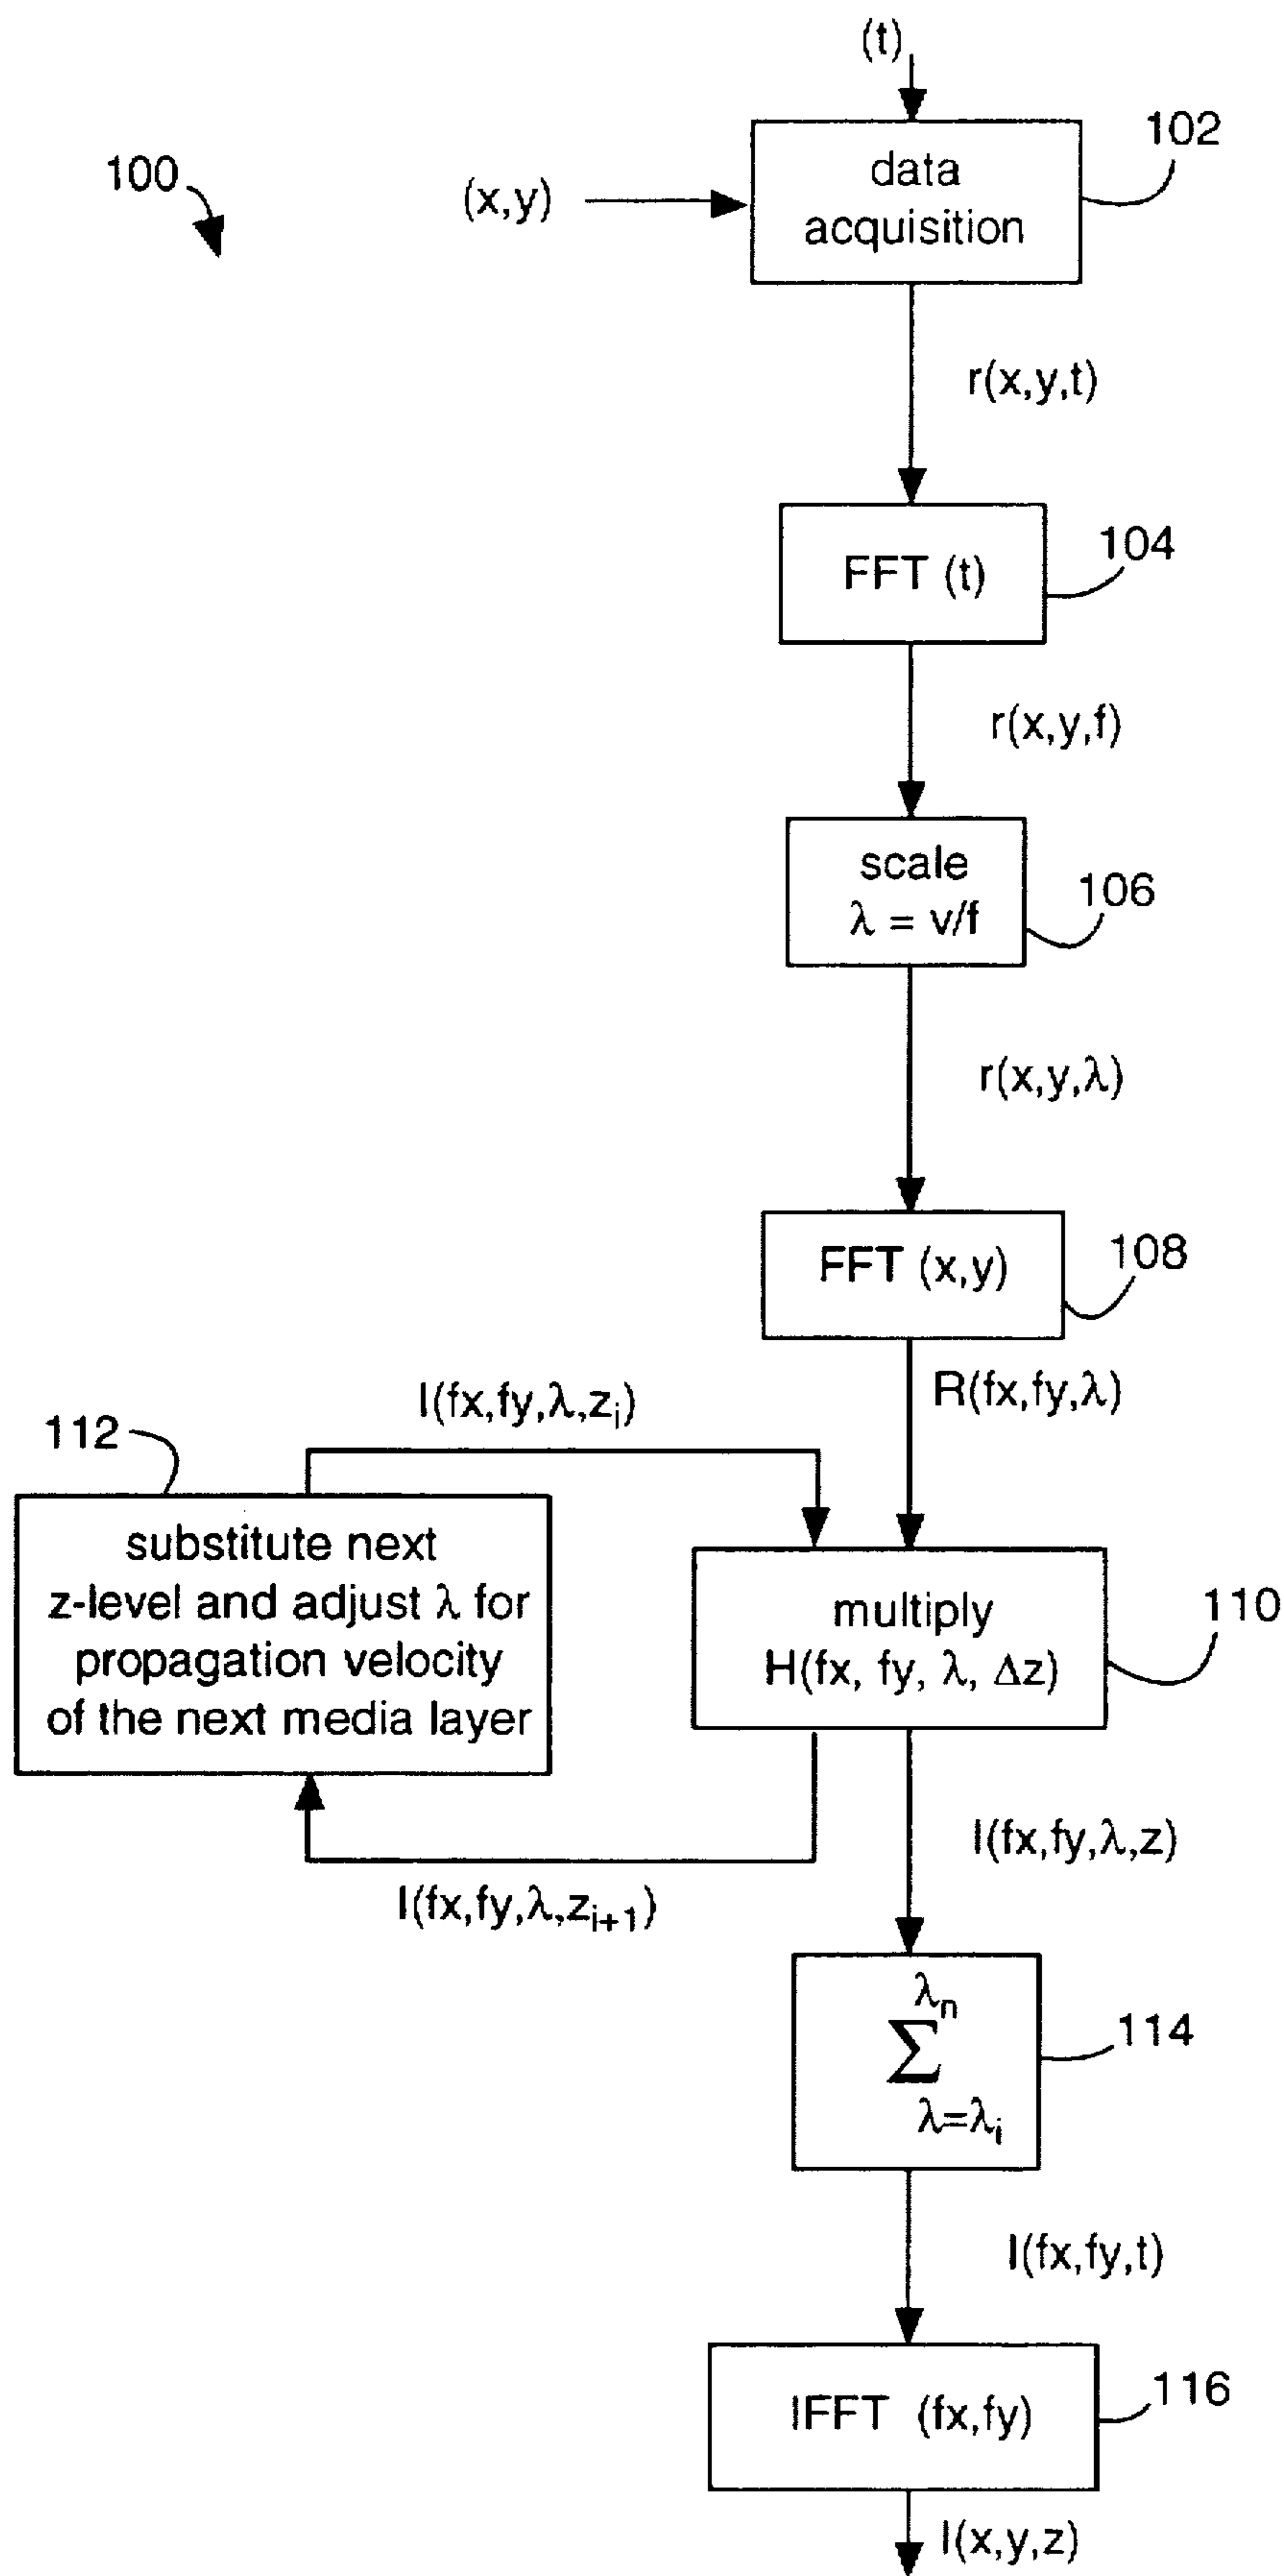 (t)
102
100
(x,y)
data
acquisition
r(x,y,t)
104
FFT (t)
r(x,y,f)
scale
λ = v/f
106
r(x,y,λ)
FFT (x,y)
108
R(fx,fy,λ)
I(fx,fy,λ,zi)
112
substitute next
z-level and adjust λ for
propagation velocity
of the next media layer
multiply
H(fx, fy, λ, Δz)
110
I(fx,fy,λ,z)
I(fx,fy,λ,zi+1)
λn
Σ
λ=λi
114
I(fx,fy,t)
IFFT (fx,fy)
116
I(x,y,z)